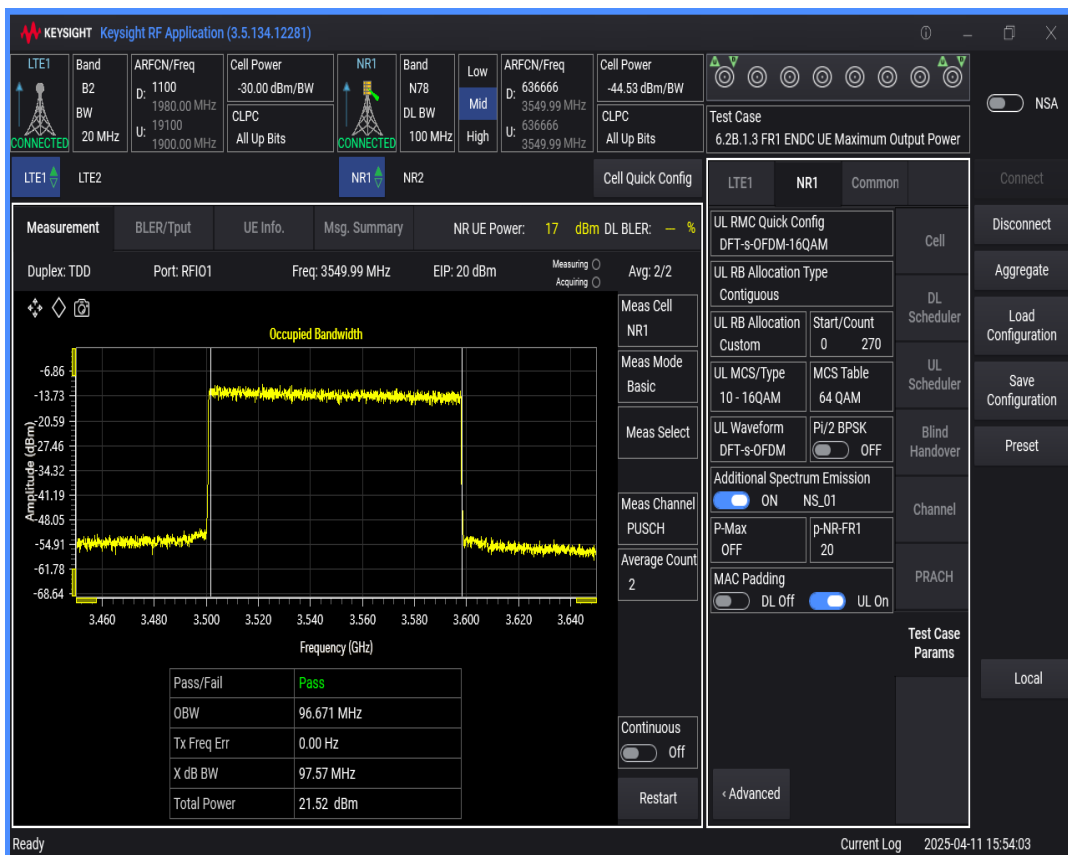 KEYSIGHT Keysight RF Application (3.5.134.12281)
LTE1
CONNECTED
Band
B2
BW
20 MHz
ARFCN/Freq
D: 1100
1980.00 MHz
U: 19100
1900.00 MHz
Cell Power
-30.00 dBm/BW
CLPC
All Up Bits
NR1
CONNECTED
Band
N78
DL BW
100 MHz
Low
Mid
High
ARFCN/Freq
D: 636666
3549.99 MHz
U: 636666
3549.99 MHz
Cell Power
-44.53 dBm/BW
CLPC
All Up Bits
Test Case
6.2B.1.3 FR1 ENDC UE Maximum Output Power
NSA
LTE1 LTE2 NR1 NR2 Cell Quick Config
Measurement BLER/Tput UE Info. Msg. Summary NR UE Power: 17 dBm DL BLER: — %
Duplex: TDD Port: RFIO1 Freq: 3549.99 MHz EIP: 20 dBm Measuring Acquiring Avg: 2/2
Occupied Bandwidth
Amplitude (dBm)
-6.86
-13.73
-20.59
-27.46
-34.32
-41.19
-48.05
-54.91
-61.78
-68.64
3.460 3.480 3.500 3.520 3.540 3.560 3.580 3.600 3.620 3.640
Frequency (GHz)
Pass/Fail Pass
OBW 96.671 MHz
Tx Freq Err 0.00 Hz
X dB BW 97.57 MHz
Total Power 21.52 dBm
Meas Cell
NR1
Meas Mode
Basic
Meas Select
Meas Channel
PUSCH
Average Count
2
Continuous
Off
Restart
LTE1 NR1 Common
UL RMC Quick Config
DFT-s-OFDM-16QAM
UL RB Allocation Type
Contiguous
UL RB Allocation
Custom
Start/Count
0 270
UL MCS/Type
10 - 16QAM
MCS Table
64 QAM
UL Waveform
DFT-s-OFDM
Pi/2 BPSK
OFF
Additional Spectrum Emission
ON NS_01
P-Max
OFF
p-NR-FR1
20
MAC Padding
DL Off UL On
‹ Advanced
Cell
DL
Scheduler
UL
Scheduler
Blind
Handover
Channel
PRACH
Test Case
Params
Connect
Disconnect
Aggregate
Load
Configuration
Save
Configuration
Preset
Local
Ready Current Log 2025-04-11 15:54:03